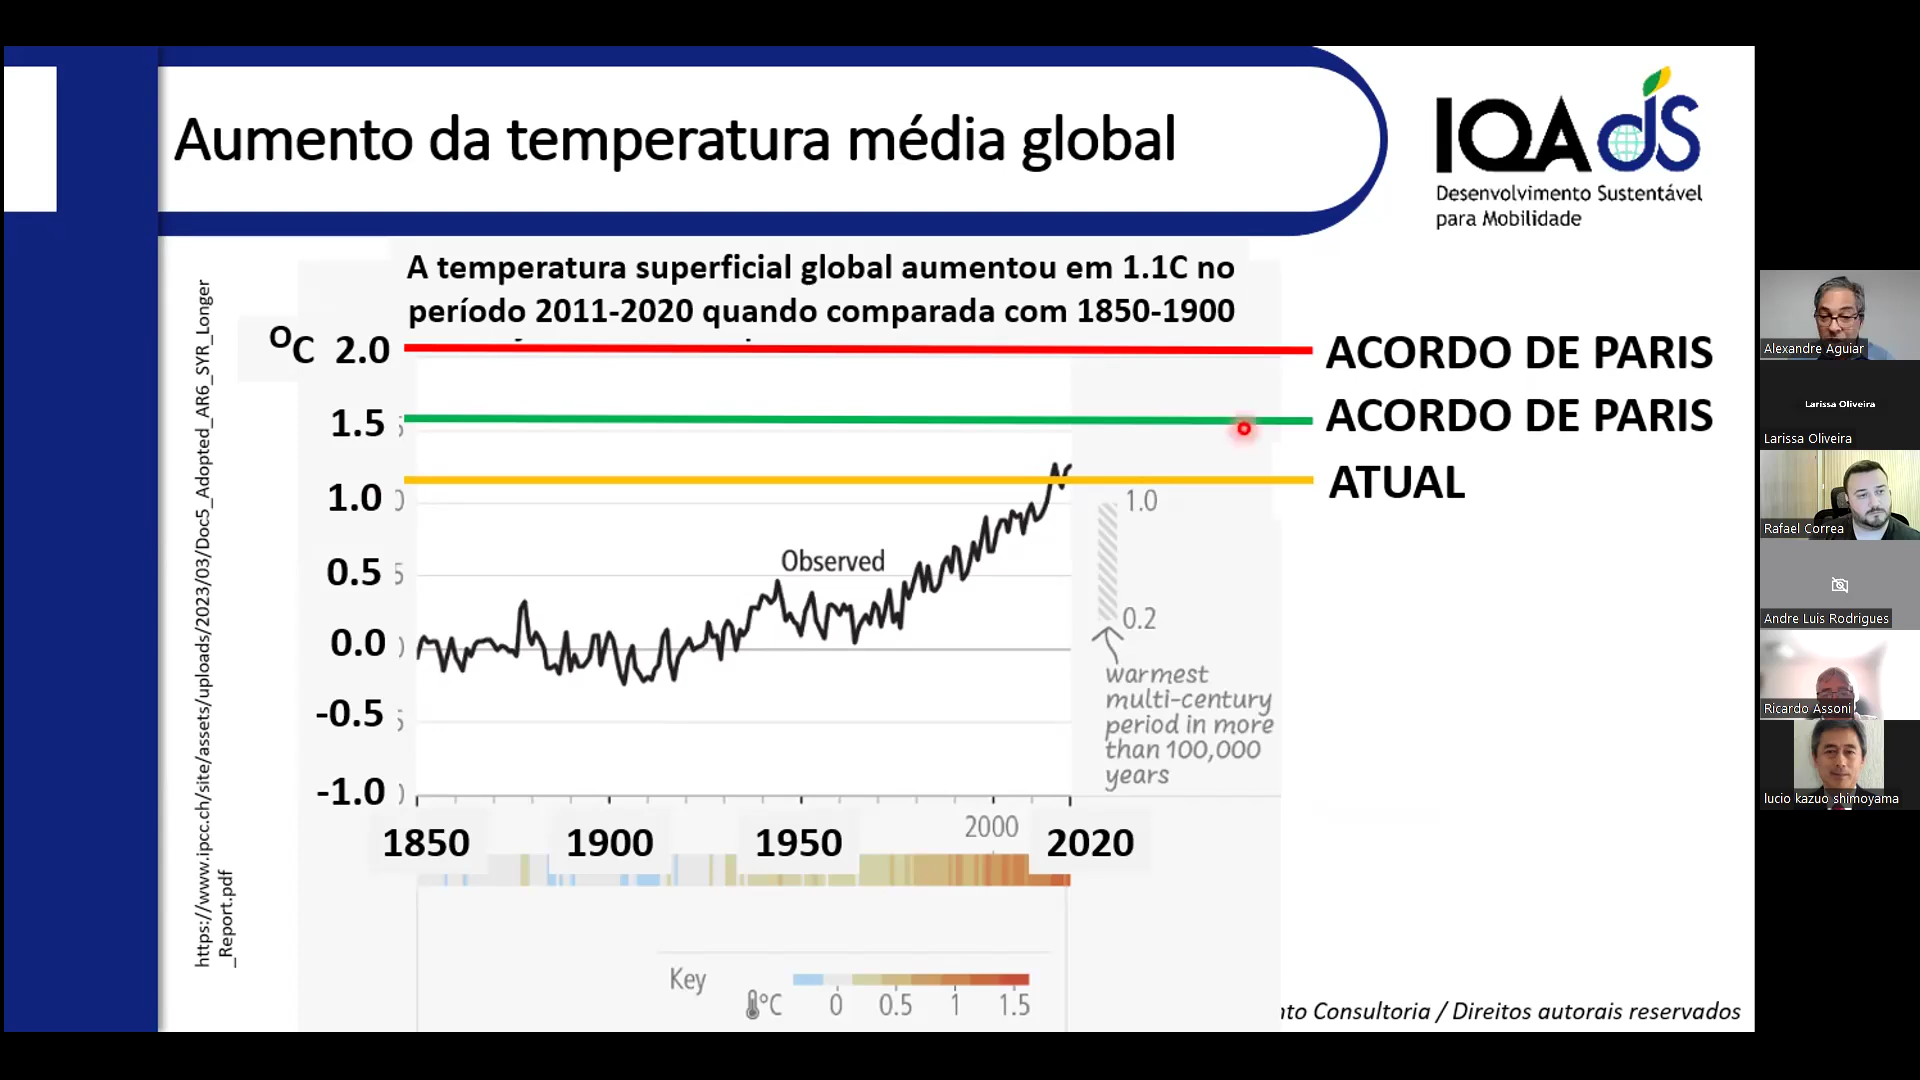 Aumento da temperatura média global
IQAdS
Desenvolvimento Sustentável
para Mobilidade
A temperatura superficial global aumentou em 1.1C no
período 2011-2020 quando comparada com 1850-1900
ºC 2.0
ACORDO DE PARIS
1.5
ACORDO DE PARIS
ATUAL
1.0
1.0
Observed
0.5
0.2
0.0
warmest
multi-century
period in more
than 100,000
years
-0.5
-1.0
1850
1900
1950
2000
2020
Key
°C
0
0.5
1
1.5
https://www.ipcc.ch/site/assets/uploads/2023/03/Doc5_Adopted_AR6_SYR_Longer
_Report.pdf
Consultoria / Direitos autorais reservados
Alexandre Aguiar
Larissa Oliveira
Larissa Oliveira
Rafael Correa
Andre Luis Rodrigues
Ricardo Assoni
lucio kazuo shimoyama